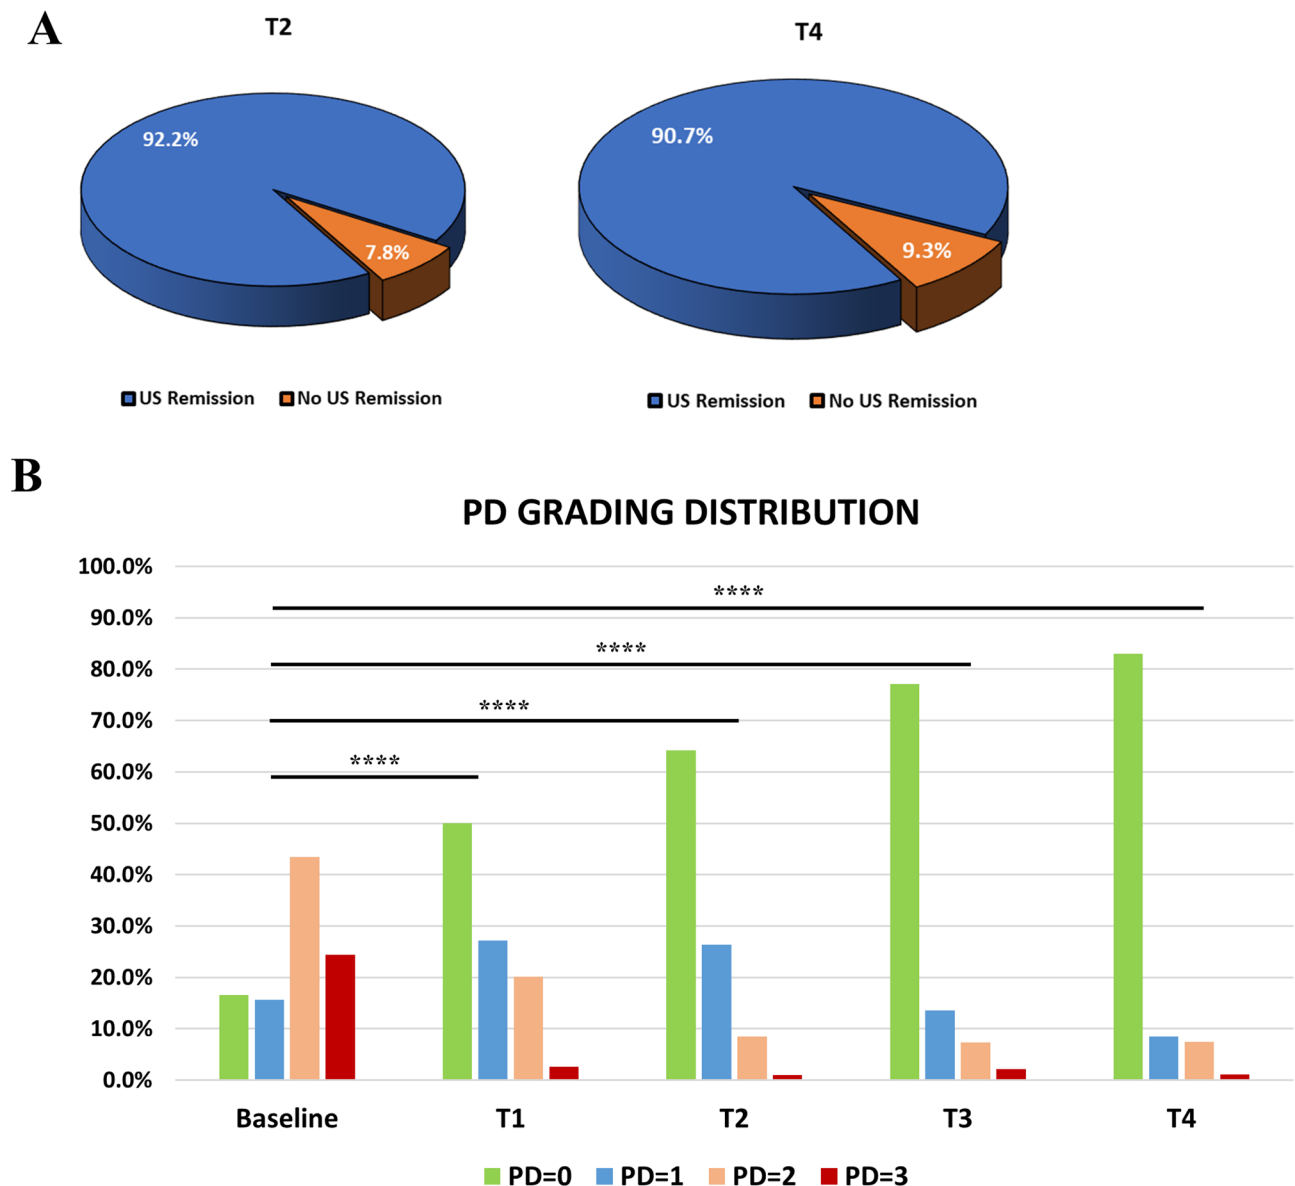 A
T2
T4
92.2%
7.8%
90.7%
9.3%
US Remission No US Remission
US Remission No US Remission
B
PD GRADING DISTRIBUTION
100.0%
90.0%
80.0%
70.0%
60.0%
50.0%
40.0%
30.0%
20.0%
10.0%
0.0%
****
****
****
****
Baseline T1 T2 T3 T4
PD=0 PD=1 PD=2 PD=3